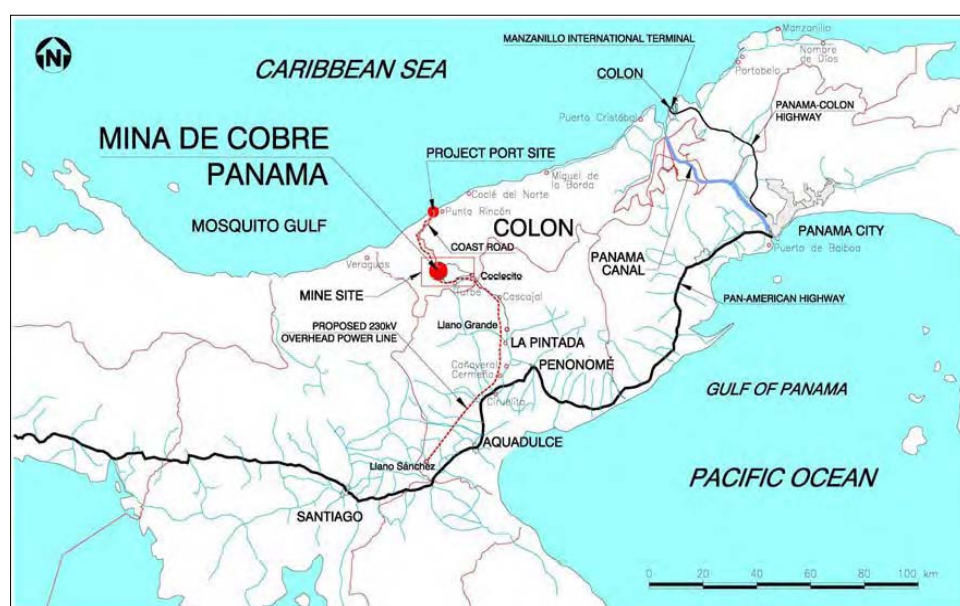 N
CARIBBEAN SEA
MANZANILLO INTERNATIONAL TERMINAL
Manzanillo
Nombre
de Dios
Portobelo
COLON
PANAMA-COLON
HIGHWAY
Puerto Cristóbal
MINA DE COBRE
PANAMA
PROJECT PORT SITE
Miguel de
la Borda
Coclé del Norte
Punta Rincón
MOSQUITO GULF
COLON
COAST ROAD
PANAMA CITY
Puerto de Balboa
PANAMA
CANAL
Veraguas
Coclecito
MINE SITE
Cascajal
PAN-AMERICAN HIGHWAY
PROPOSED 230kV
OVERHEAD POWER LINE
Llano Grande
LA PINTADA
Cañaveral
Cermeño
PENONOMÉ
Ciruelito
GULF OF PANAMA
AQUADULCE
Llano Sánchez
PACIFIC OCEAN
SANTIAGO
0 20 40 60 80 100 km